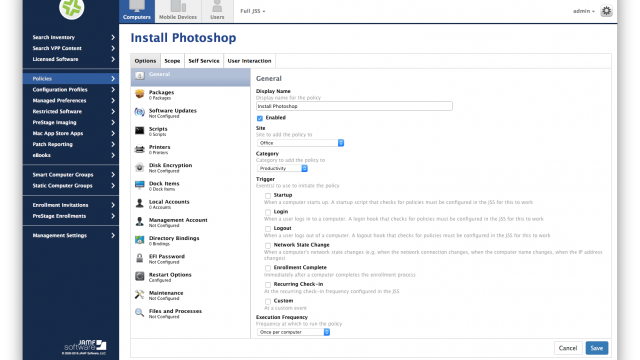 Computers
Mobile Devices
Users
Full JSS
admin
Install Photoshop
Search Inventory
Search VPP Content
Licensed Software
Policies
Configuration Profiles
Managed Preferences
Restricted Software
PreStage Imaging
Mac App Store Apps
Patch Reporting
eBooks
Smart Computer Groups
Static Computer Groups
Enrollment Invitations
PreStage Enrollments
Management Settings
JAMF
software
Options
Scope
Self Service
User Interaction
General
Packages
0 Packages
Software Updates
Not Configured
Scripts
0 Scripts
Printers
0 Printers
Disk Encryption
Not Configured
Dock Items
0 Dock Items
Local Accounts
0 Accounts
Management Account
Not Configured
Directory Bindings
0 Bindings
EFI Password
Not Configured
Restart Options
Configured
Maintenance
Not Configured
Files and Processes
Not Configured
General
Display Name
Display name for the policy
Install Photoshop
Enabled
Site
Site to add the policy to
Office
Category
Category to add the policy to
Productivity
Trigger
Event(s) to use to initiate the policy
Startup
When a computer starts up. A startup script that checks for policies must be configured in the JSS for this to work
Login
When a user logs in to a computer. A login hook that checks for policies must be configured in the JSS for this to work
Logout
When a user logs out of a computer. A logout hook that checks for policies must be configured in the JSS for this to work
Network State Change
When a computer's network state changes (e.g. when the network connection changes, when the computer name changes, when the IP address
changes)
Enrollment Complete
Immediately after a computer completes the enrollment process
Recurring Check-in
At the recurring check-in frequency configured in the JSS
Custom
At a custom event
Execution Frequency
Frequency at which to run the policy
Once per computer
Cancel
Save